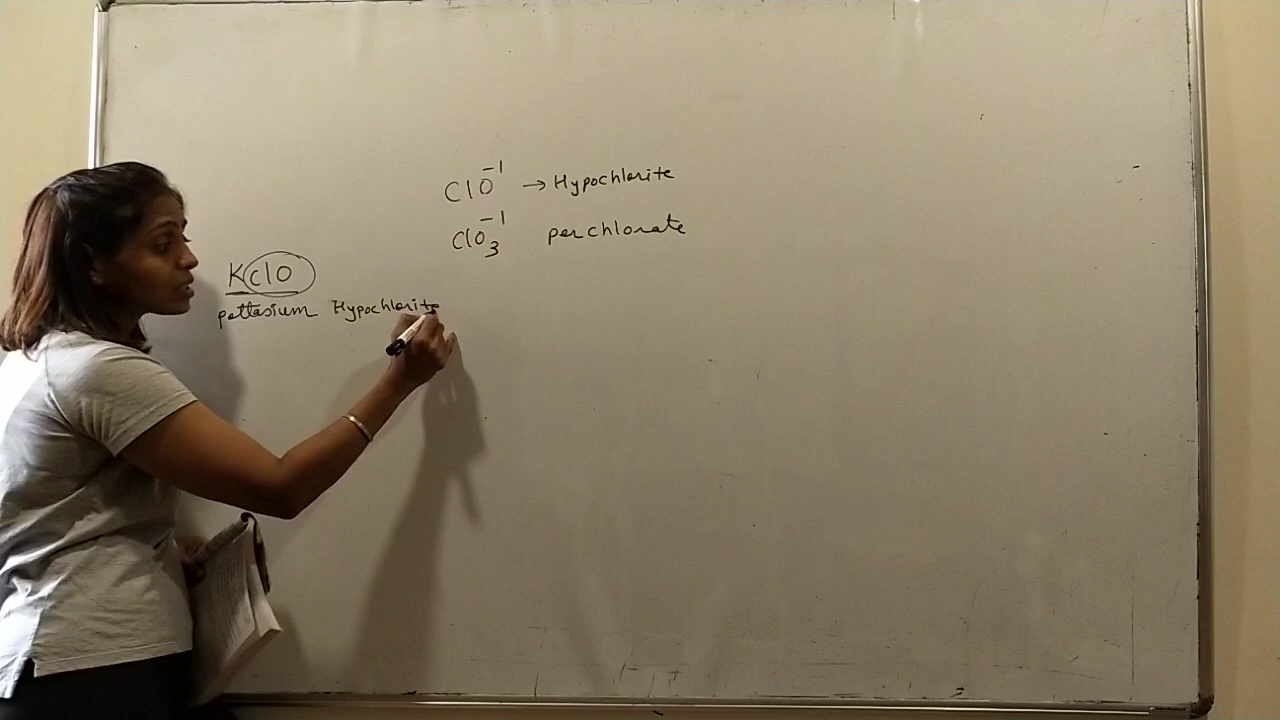 ClO⁻¹ → Hypochlorite
ClO₃⁻¹ perchlorate
KClO
pottasium Hypochlorite